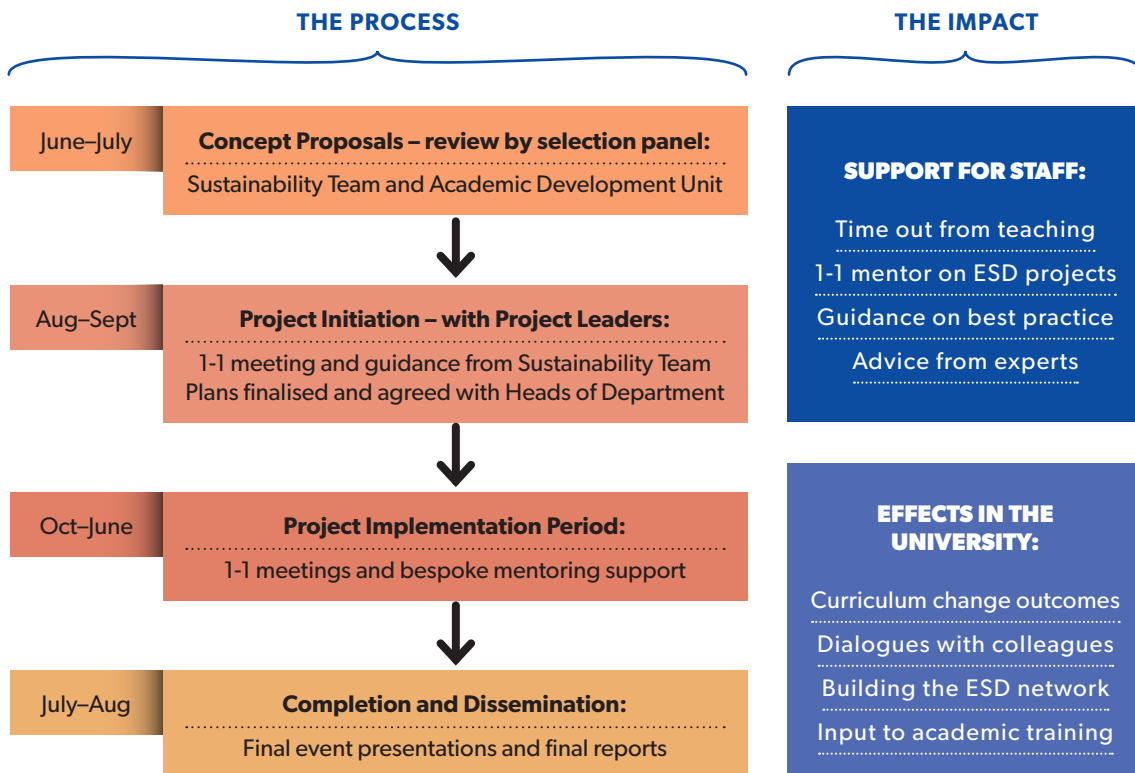 THE PROCESS
June–July
Concept Proposals – review by selection panel:
Sustainability Team and Academic Development Unit
Aug–Sept
Project Initiation – with Project Leaders:
1-1 meeting and guidance from Sustainability Team
Plans finalised and agreed with Heads of Department
Oct–June
Project Implementation Period:
1-1 meetings and bespoke mentoring support
July–Aug
Completion and Dissemination:
Final event presentations and final reports
THE IMPACT
SUPPORT FOR STAFF:
Time out from teaching
1-1 mentor on ESD projects
Guidance on best practice
Advice from experts
EFFECTS IN THE
UNIVERSITY:
Curriculum change outcomes
Dialogues with colleagues
Building the ESD network
Input to academic training